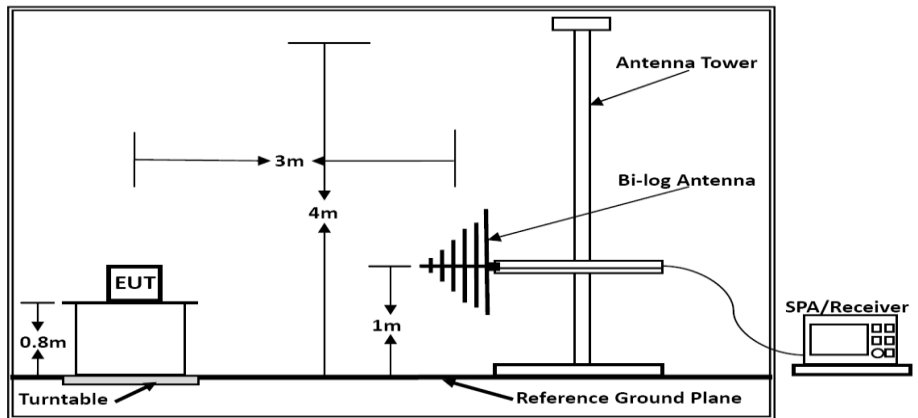 Antenna Tower
3m
Bi-log Antenna
4m
EUT
SPA/Receiver
0.8m
1m
Turntable
Reference Ground Plane